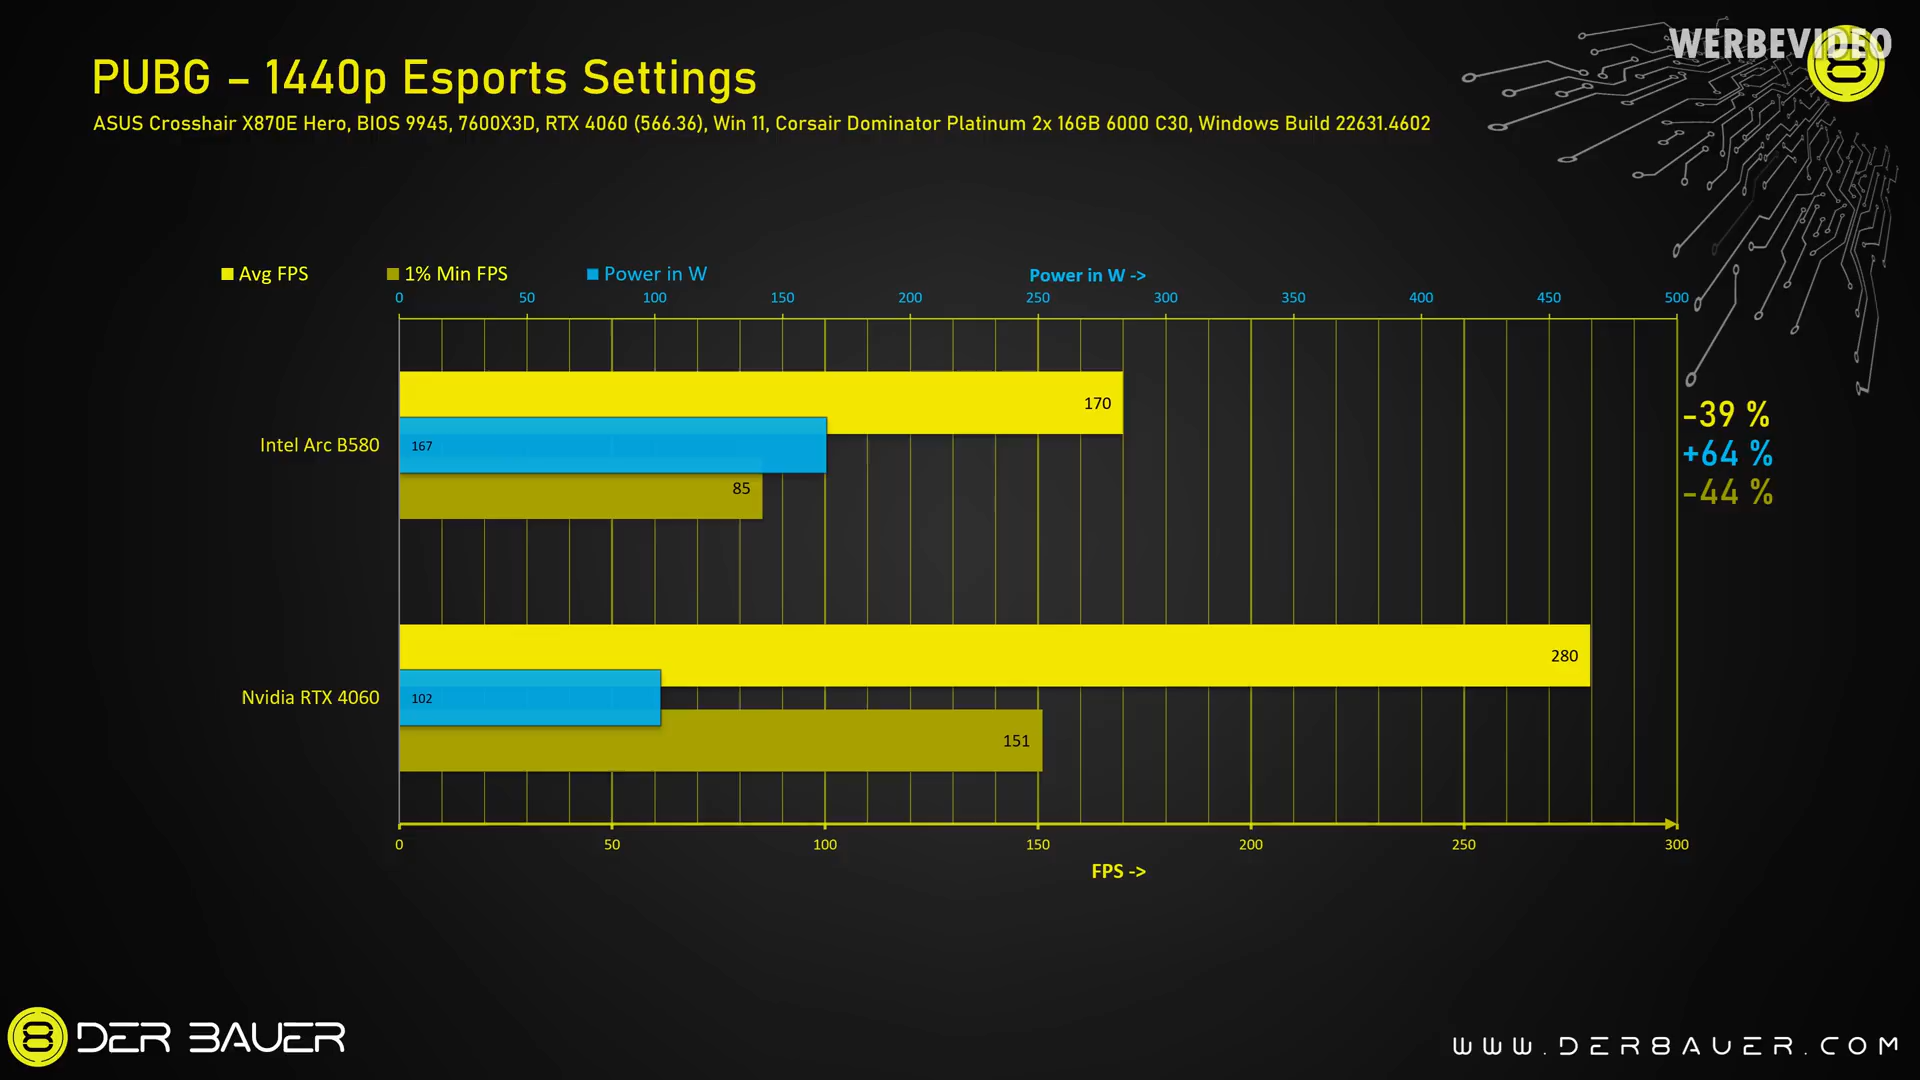 WERBEVIDEO
PUBG – 1440p Esports Settings
ASUS Crosshair X870E Hero, BIOS 9945, 7600X3D, RTX 4060 (566.36), Win 11, Corsair Dominator Platinum 2x 16GB 6000 C30, Windows Build 22631.4602
Avg FPS 1% Min FPS Power in W Power in W ->
0 50 100 150 200 250 300 350 400 450 500
170
-39 %
Intel Arc B580 167
+64 %
85
-44 %
280
Nvidia RTX 4060 102
151
0 50 100 150 200 250 300
FPS ->
DER BAUER
WWW.DER8AUER.COM